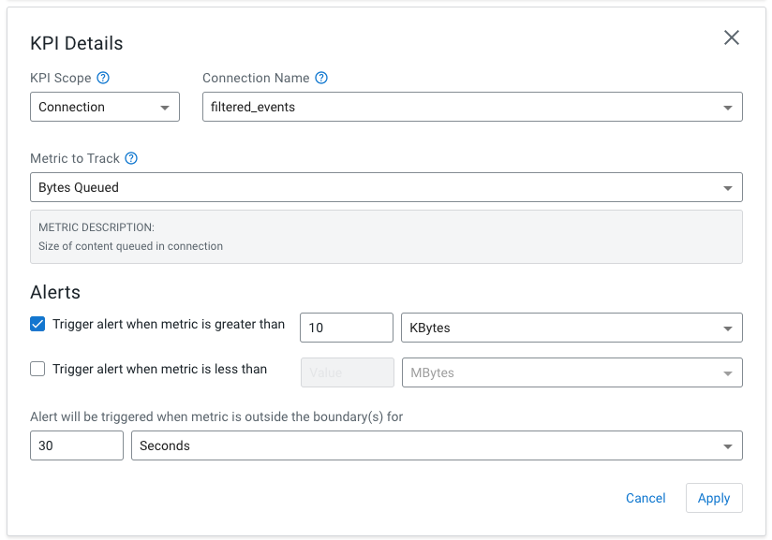 KPI Details
KPI Scope ? Connection Name ?
Connection filtered_events
Metric to Track ?
Bytes Queued
METRIC DESCRIPTION:
Size of content queued in connection
Alerts
Trigger alert when metric is greater than 10 KBytes
Trigger alert when metric is less than Value MBytes
Alert will be triggered when metric is outside the boundary(s) for
30 Seconds
Cancel Apply